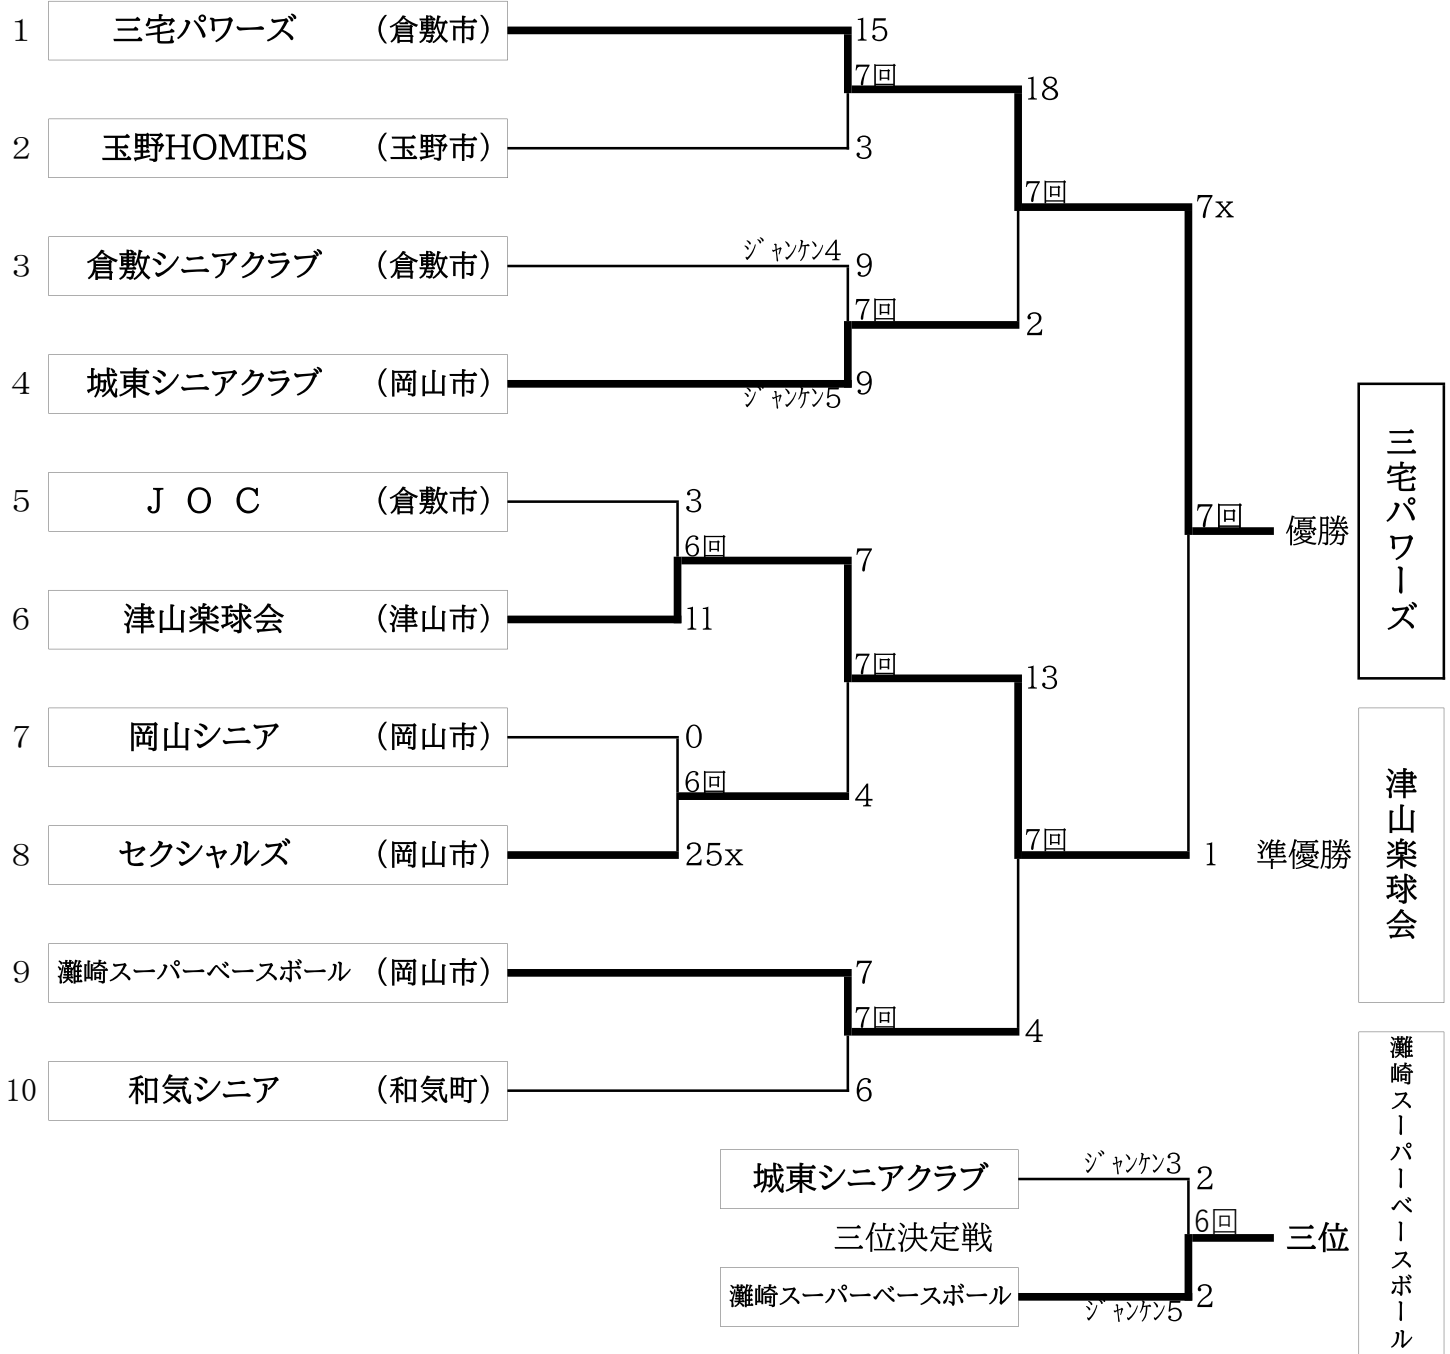 1 三宅パワーズ （倉敷市） 15
7回 18
2 玉野HOMIES （玉野市） 3
7回 7x
3 倉敷シニアクラブ （倉敷市） ジャンケン4 9
7回 2
4 城東シニアクラブ （岡山市） ジャンケン5 9
5 J O C （倉敷市） 3
7回 優勝 三宅パワーズ
6回 7
6 津山楽球会 （津山市） 11
7回 13
7 岡山シニア （岡山市） 0
6回 4
8 セクシャルズ （岡山市） 25x
7回 1 準優勝 津山楽球会
9 灘崎スーパーベースボール （岡山市） 7
7回 4
10 和気シニア （和気町） 6
城東シニアクラブ ジャンケン3 2
三位決定戦 6回 三位 灘崎スーパーベースボール
灘崎スーパーベースボール ジャンケン5 2